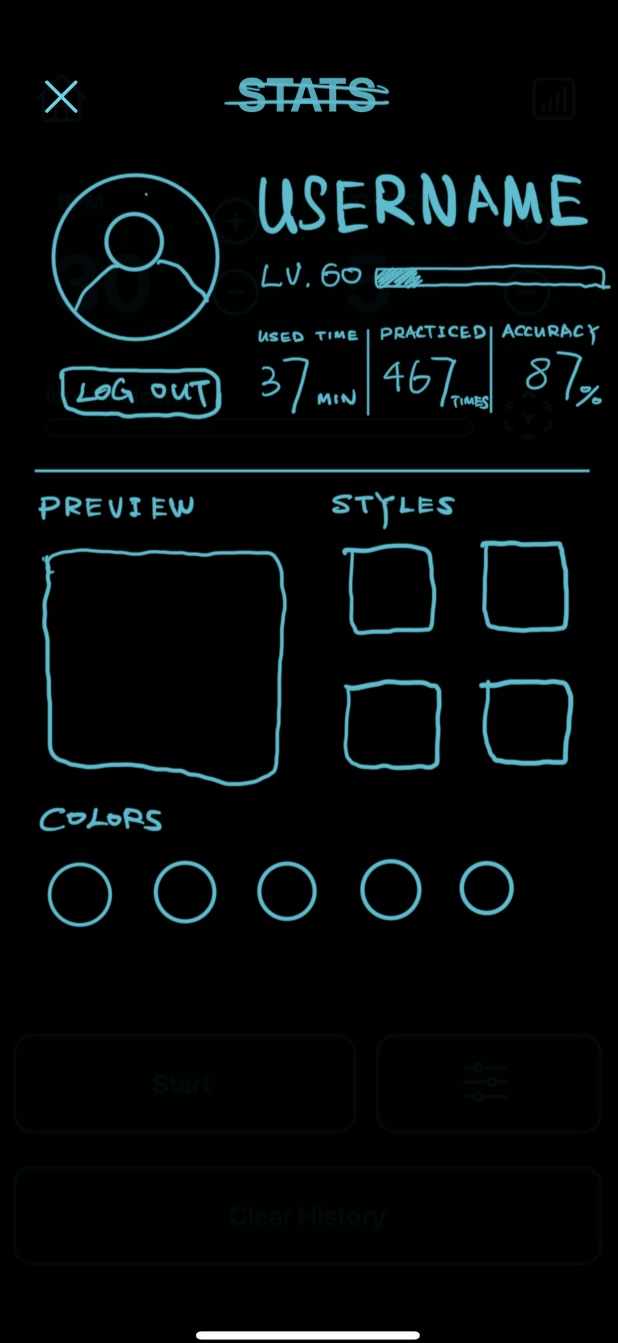 STATS
USERNAME
LV. 60
USED TIME PRACTICED ACCURACY
37 MIN 467 TIMES 87%
LOG OUT
PREVIEW STYLES
COLORS
Start
Clear History